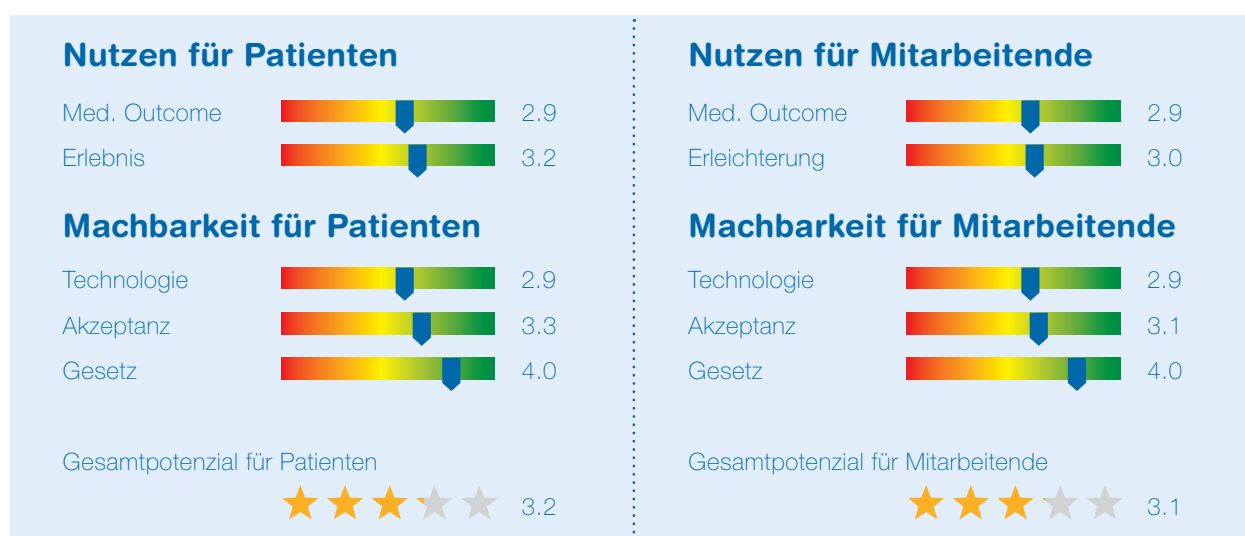 Nutzen für Patienten
Med. Outcome 2.9
Erlebnis 3.2
Machbarkeit für Patienten
Technologie 2.9
Akzeptanz 3.3
Gesetz 4.0
Gesamtpotenzial für Patienten
3.2
Nutzen für Mitarbeitende
Med. Outcome 2.9
Erleichterung 3.0
Machbarkeit für Mitarbeitende
Technologie 2.9
Akzeptanz 3.1
Gesetz 4.0
Gesamtpotenzial für Mitarbeitende
3.1